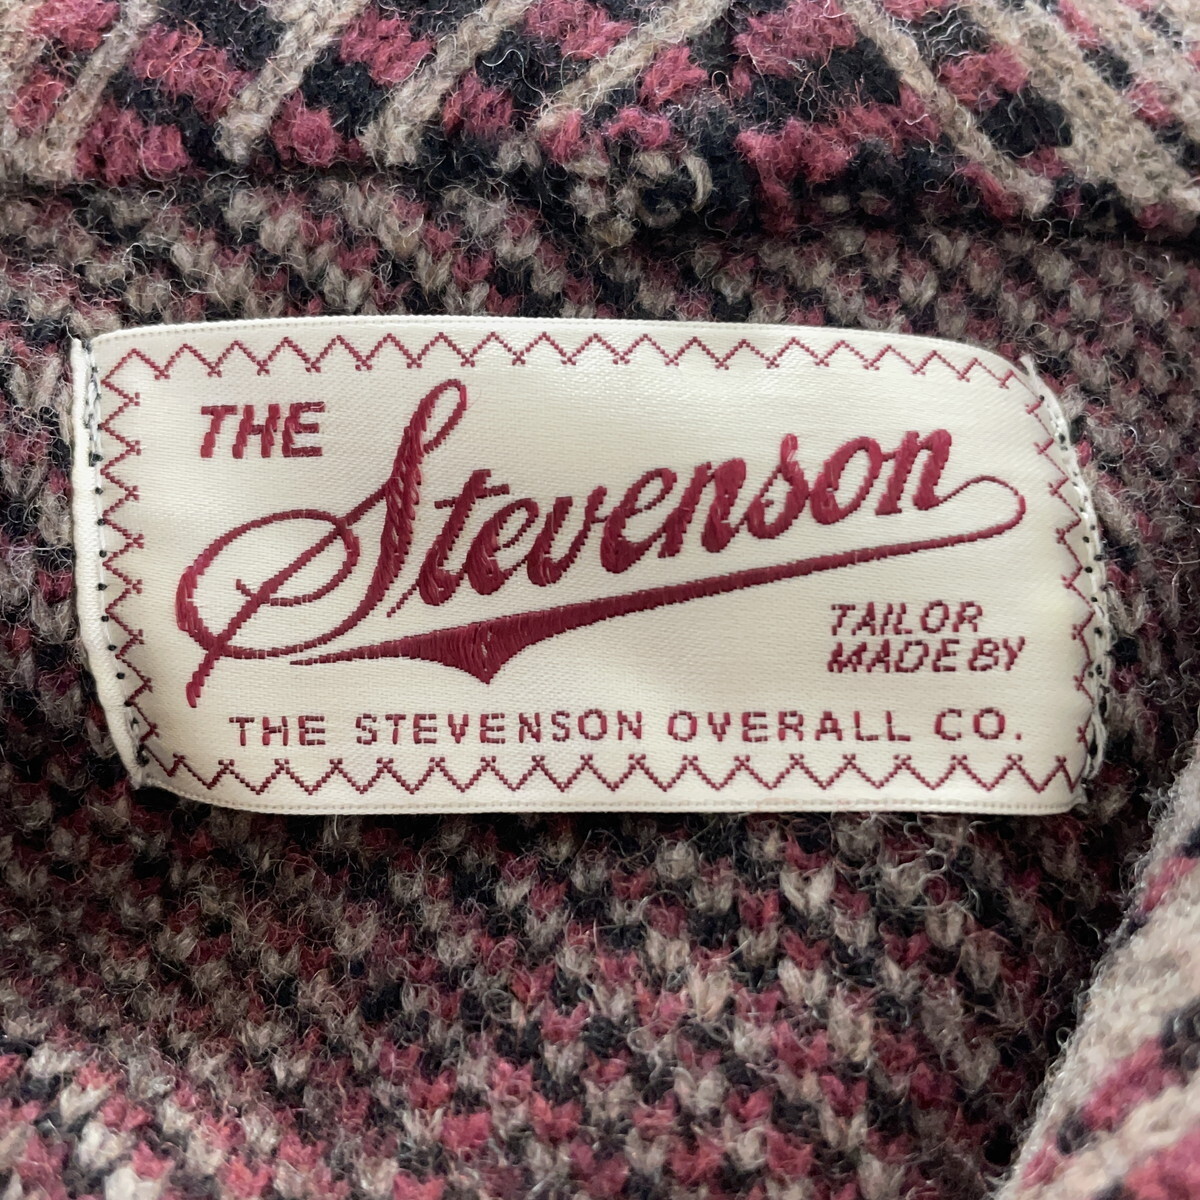 THE
Stevenson
TAILOR
MADE BY
THE STEVENSON OVERALL CO.